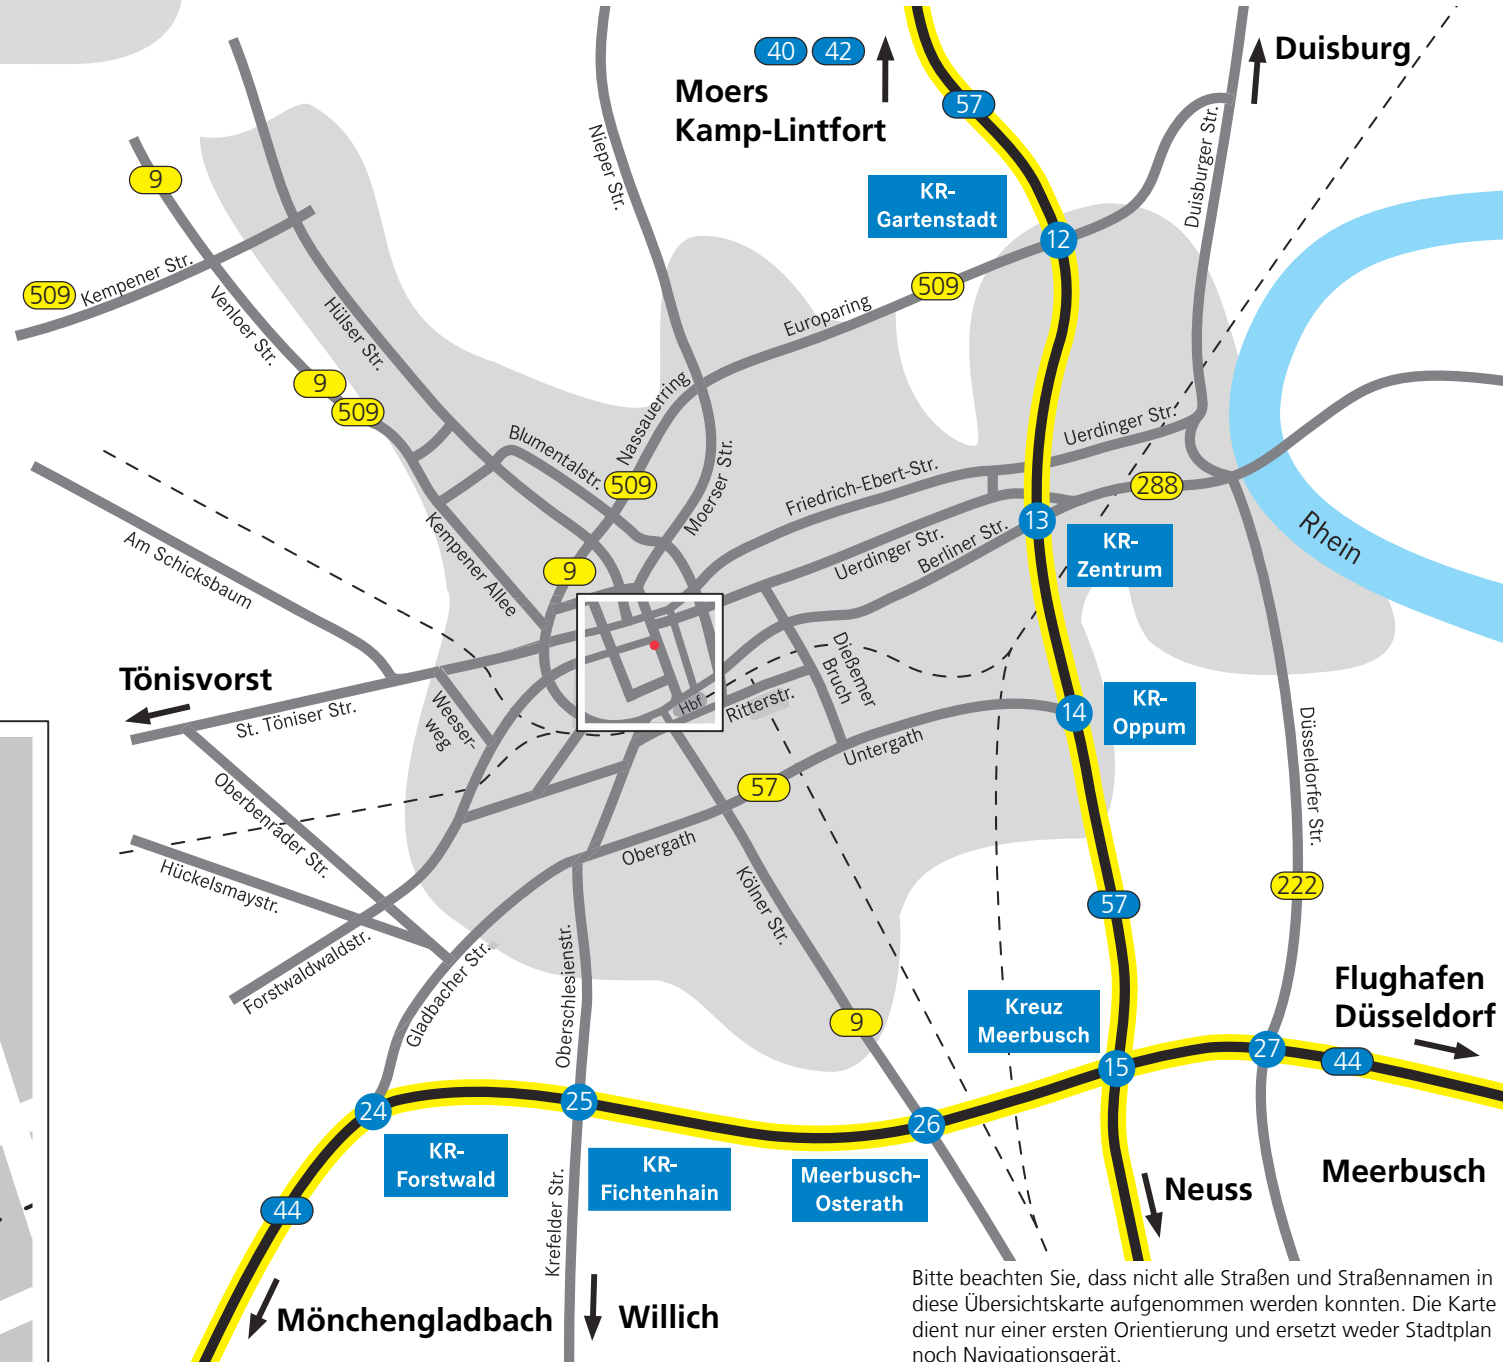 40 42
Duisburg
Moers
Kamp-Lintfort
57
9
Nieper Str.
Duisburger Str.
KR-
Gartenstadt
12
509
Kempener Str.
509
Venloer Str.
Hülser Str.
Europaring
9
509
Nassauerring
Blumentalstr.
509
Moerser Str.
Uerdinger Str.
Friedrich-Ebert-Str.
288
Rhein
13
KR-
Zentrum
Uerdinger Str.
Berliner Str.
Kempener Allee
9
Am Schicksbaum
Tönisvorst
St. Töniser Str.
Weeser-
weg
Hbf
Ritterstr.
Dießemer
Bruch
14
KR-
Oppum
Untergath
57
Düsseldorfer Str.
Oberbenrader Str.
Obergath
Hückelsmaystr.
Kölner Str.
222
57
Forstwaldwaldstr.
Gladbacher Str.
Oberschlesienstr.
Flughafen
Düsseldorf
Kreuz
Meerbusch
9
15
27
44
24
25
26
KR-
Forstwald
KR-
Fichtenhain
Meerbusch-
Osterath
Neuss
Meerbusch
44
Krefelder Str.
Mönchengladbach
Willich
Bitte beachten Sie, dass nicht alle Straßen und Straßennamen in
diese Übersichtskarte aufgenommen werden konnten. Die Karte
dient nur einer ersten Orientierung und ersetzt weder Stadtplan
noch Navigationsgerät.